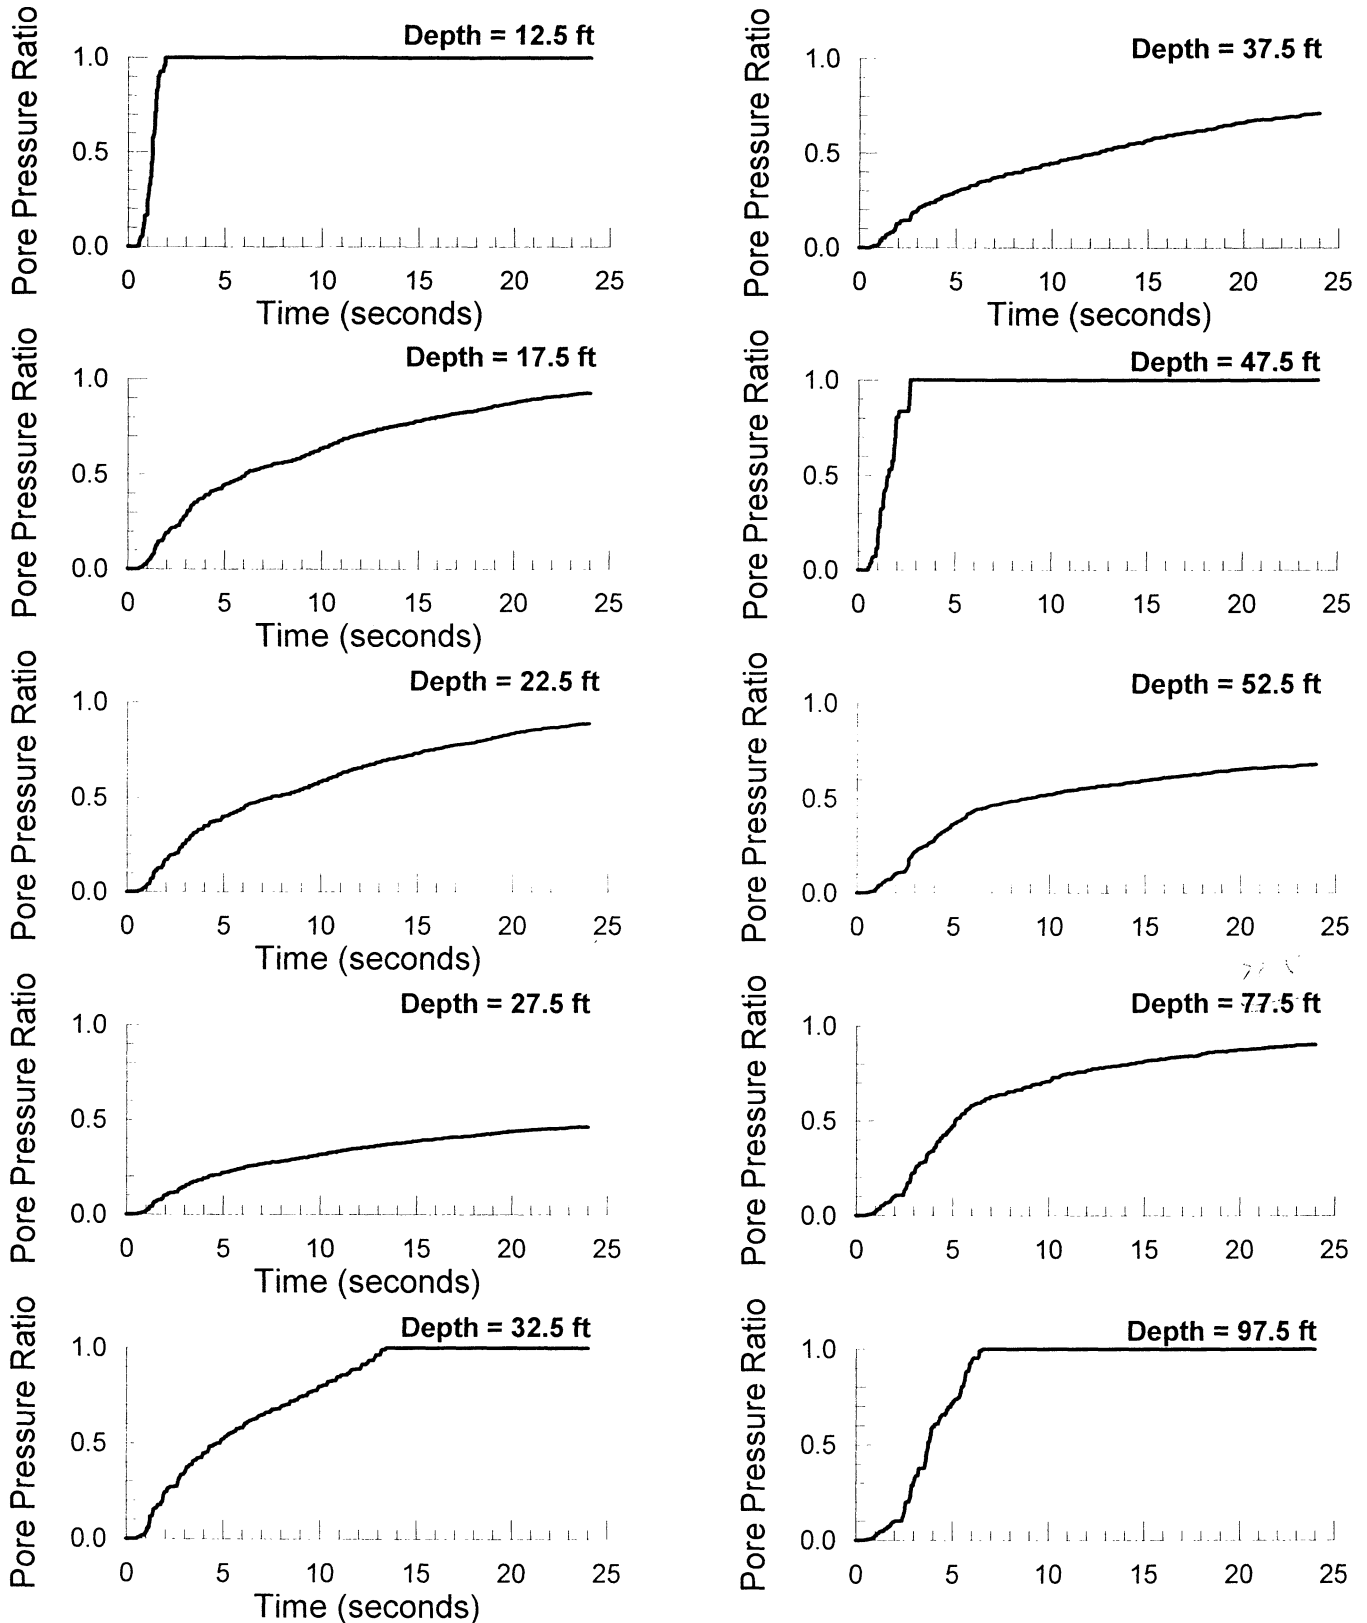 Depth = 12.5 ft
Pore Pressure Ratio
1.0
0.5
0.0
0 5 10 15 20 25
Time (seconds)
Depth = 17.5 ft
Pore Pressure Ratio
1.0
0.5
0.0
0 5 10 15 20 25
Time (seconds)
Depth = 22.5 ft
Pore Pressure Ratio
1.0
0.5
0.0
0 5 10 15 20 25
Time (seconds)
Depth = 27.5 ft
Pore Pressure Ratio
1.0
0.5
0.0
0 5 10 15 20 25
Time (seconds)
Depth = 32.5 ft
Pore Pressure Ratio
1.0
0.5
0.0
0 5 10 15 20 25
Time (seconds)
Depth = 37.5 ft
Pore Pressure Ratio
1.0
0.5
0.0
0 5 10 15 20 25
Time (seconds)
Depth = 47.5 ft
Pore Pressure Ratio
1.0
0.5
0.0
0 5 10 15 20 25
Depth = 52.5 ft
Pore Pressure Ratio
1.0
0.5
0.0
0 5 10 15 20 25
Depth = 77.5 ft
Pore Pressure Ratio
1.0
0.5
0.0
0 5 10 15 20 25
Depth = 97.5 ft
Pore Pressure Ratio
1.0
0.5
0.0
0 5 10 15 20 25